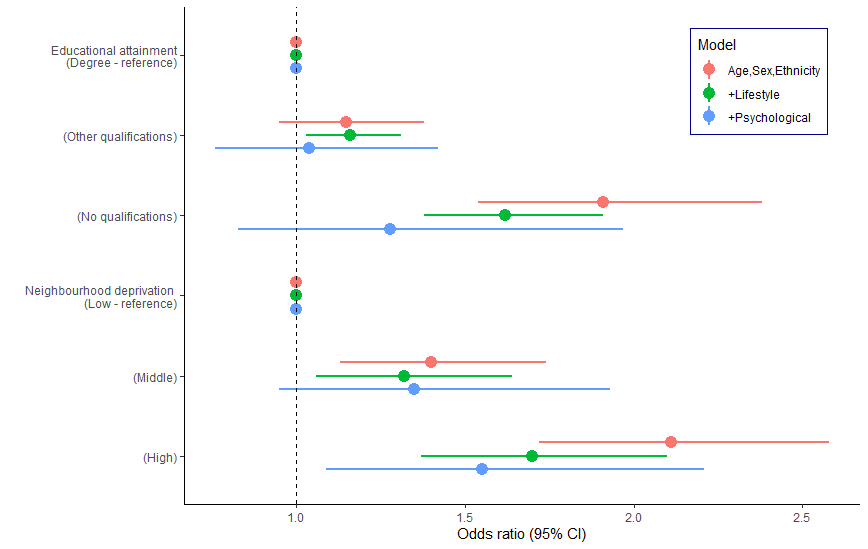 Educational attainment
(Degree - reference)
(Other qualifications)
(No qualifications)
Neighbourhood deprivation
(Low - reference)
(Middle)
(High)
Model
Age,Sex,Ethnicity
+Lifestyle
+Psychological
1.0 1.5 2.0 2.5
Odds ratio (95% CI)